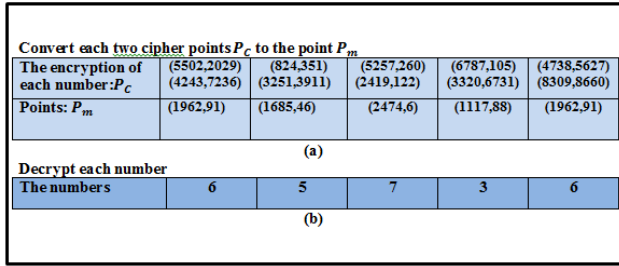 Convert each two cipher points P_C to the point P_m
The encryption of each number:P_C (5502,2029) (824,351) (5257,260) (6787,105) (4738,5627)
(4243,7236) (3251,3911) (2419,122) (3320,6731) (8309,8660)
Points: P_m (1962,91) (1685,46) (2474,6) (1117,88) (1962,91)
(a)
Decrypt each number
The numbers 6 5 7 3 6
(b)